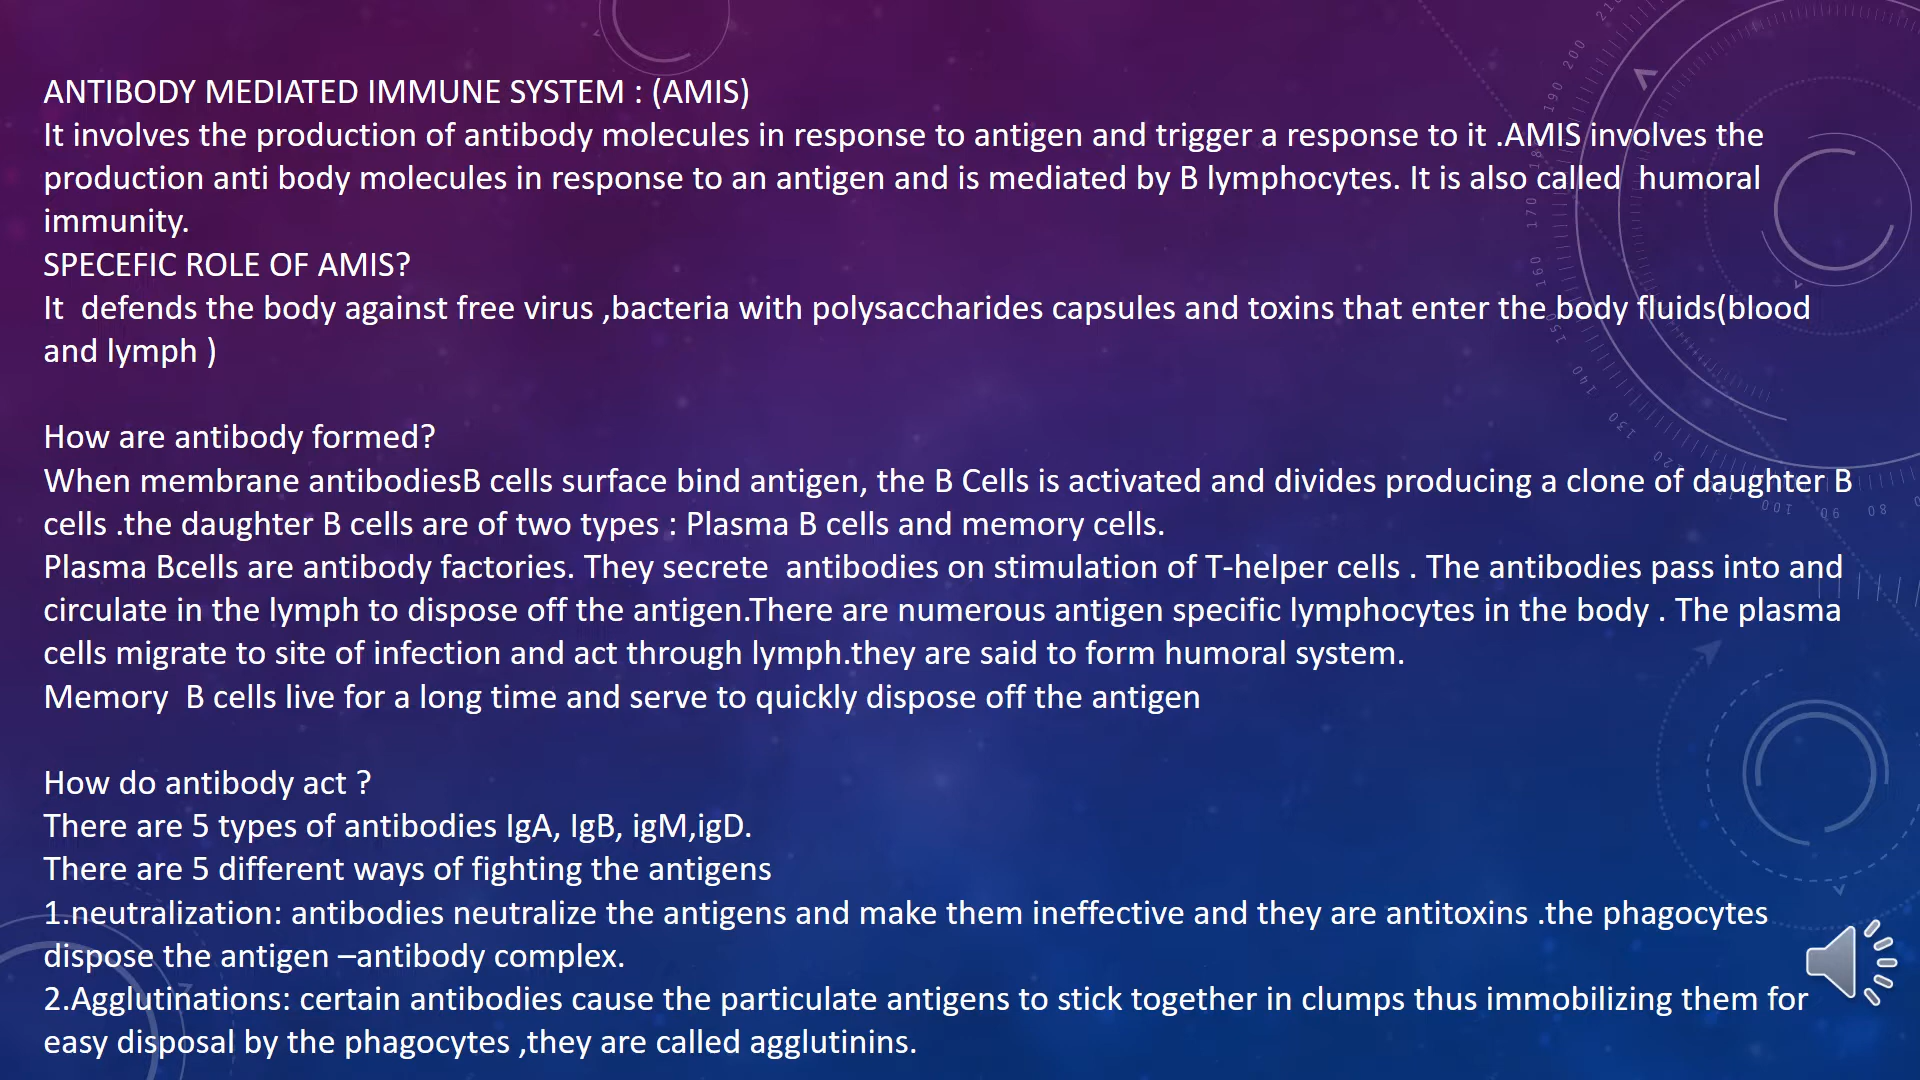 ANTIBODY MEDIATED IMMUNE SYSTEM : (AMIS)
It involves the production of antibody molecules in response to antigen and trigger a response to it .AMIS involves the
production anti body molecules in response to an antigen and is mediated by B lymphocytes. It is also called  humoral
immunity.
SPECEFIC ROLE OF AMIS?
It  defends the body against free virus ,bacteria with polysaccharides capsules and toxins that enter the body fluids(blood
and lymph )
How are antibody formed?
When membrane antibodiesB cells surface bind antigen, the B Cells is activated and divides producing a clone of daughter B
cells .the daughter B cells are of two types : Plasma B cells and memory cells.
Plasma Bcells are antibody factories. They secrete  antibodies on stimulation of T-helper cells . The antibodies pass into and
circulate in the lymph to dispose off the antigen.There are numerous antigen specific lymphocytes in the body . The plasma
cells migrate to site of infection and act through lymph.they are said to form humoral system.
Memory  B cells live for a long time and serve to quickly dispose off the antigen
How do antibody act ?
There are 5 types of antibodies IgA, IgB, igM,igD.
There are 5 different ways of fighting the antigens
1.neutralization: antibodies neutralize the antigens and make them ineffective and they are antitoxins .the phagocytes
dispose the antigen –antibody complex.
2.Agglutinations: certain antibodies cause the particulate antigens to stick together in clumps thus immobilizing them for
easy disposal by the phagocytes ,they are called agglutinins.
200
190
170
160
150
140
130
120
100
90
80